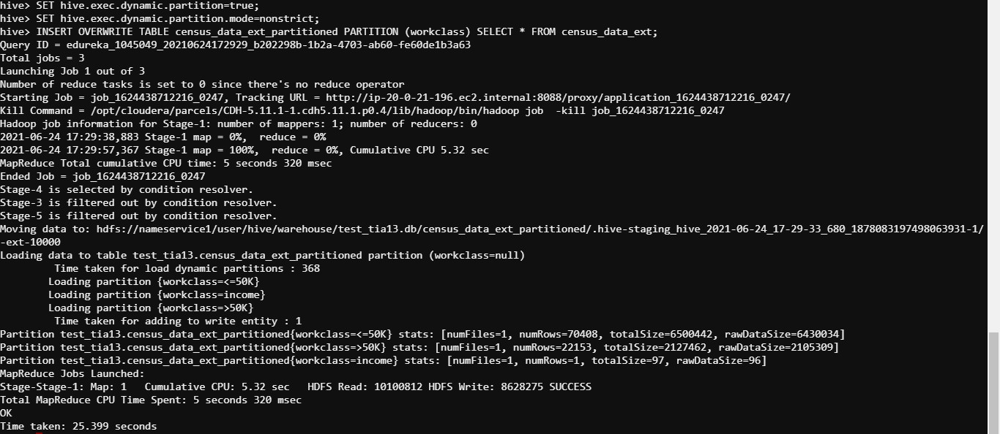 hive> SET hive.exec.dynamic.partition=true;
hive> SET hive.exec.dynamic.partition.mode=nonstrict;
hive> INSERT OVERWRITE TABLE census_data_ext_partitioned PARTITION (workclass) SELECT * FROM census_data_ext;
Query ID = edureka_1045049_20210624172929_b202298b-1b2a-4703-ab60-fe60de1b3a63
Total jobs = 3
Launching Job 1 out of 3
Number of reduce tasks is set to 0 since there's no reduce operator
Starting Job = job_1624438712216_0247, Tracking URL = http://ip-20-0-21-196.ec2.internal:8088/proxy/application_1624438712216_0247/
Kill Command = /opt/cloudera/parcels/CDH-5.11.1-1.cdh5.11.1.p0.4/lib/hadoop/bin/hadoop job  -kill job_1624438712216_0247
Hadoop job information for Stage-1: number of mappers: 1; number of reducers: 0
2021-06-24 17:29:38,883 Stage-1 map = 0%,  reduce = 0%
2021-06-24 17:29:57,367 Stage-1 map = 100%,  reduce = 0%, Cumulative CPU 5.32 sec
MapReduce Total cumulative CPU time: 5 seconds 320 msec
Ended Job = job_1624438712216_0247
Stage-4 is selected by condition resolver.
Stage-3 is filtered out by condition resolver.
Stage-5 is filtered out by condition resolver.
Moving data to: hdfs://nameservice1/user/hive/warehouse/test_tia13.db/census_data_ext_partitioned/.hive-staging_hive_2021-06-24_17-29-33_680_1878083197498063931-1/
-ext-10000
Loading data to table test_tia13.census_data_ext_partitioned partition (workclass=null)
         Time taken for load dynamic partitions : 368
        Loading partition {workclass=<=50K}
        Loading partition {workclass=income}
        Loading partition {workclass=>50K}
         Time taken for adding to write entity : 1
Partition test_tia13.census_data_ext_partitioned{workclass=<=50K} stats: [numFiles=1, numRows=70408, totalSize=6500442, rawDataSize=6430034]
Partition test_tia13.census_data_ext_partitioned{workclass=>50K} stats: [numFiles=1, numRows=22153, totalSize=2127462, rawDataSize=2105309]
Partition test_tia13.census_data_ext_partitioned{workclass=income} stats: [numFiles=1, numRows=1, totalSize=97, rawDataSize=96]
MapReduce Jobs Launched:
Stage-Stage-1: Map: 1   Cumulative CPU: 5.32 sec   HDFS Read: 10100812 HDFS Write: 8628275 SUCCESS
Total MapReduce CPU Time Spent: 5 seconds 320 msec
OK
Time taken: 25.399 seconds